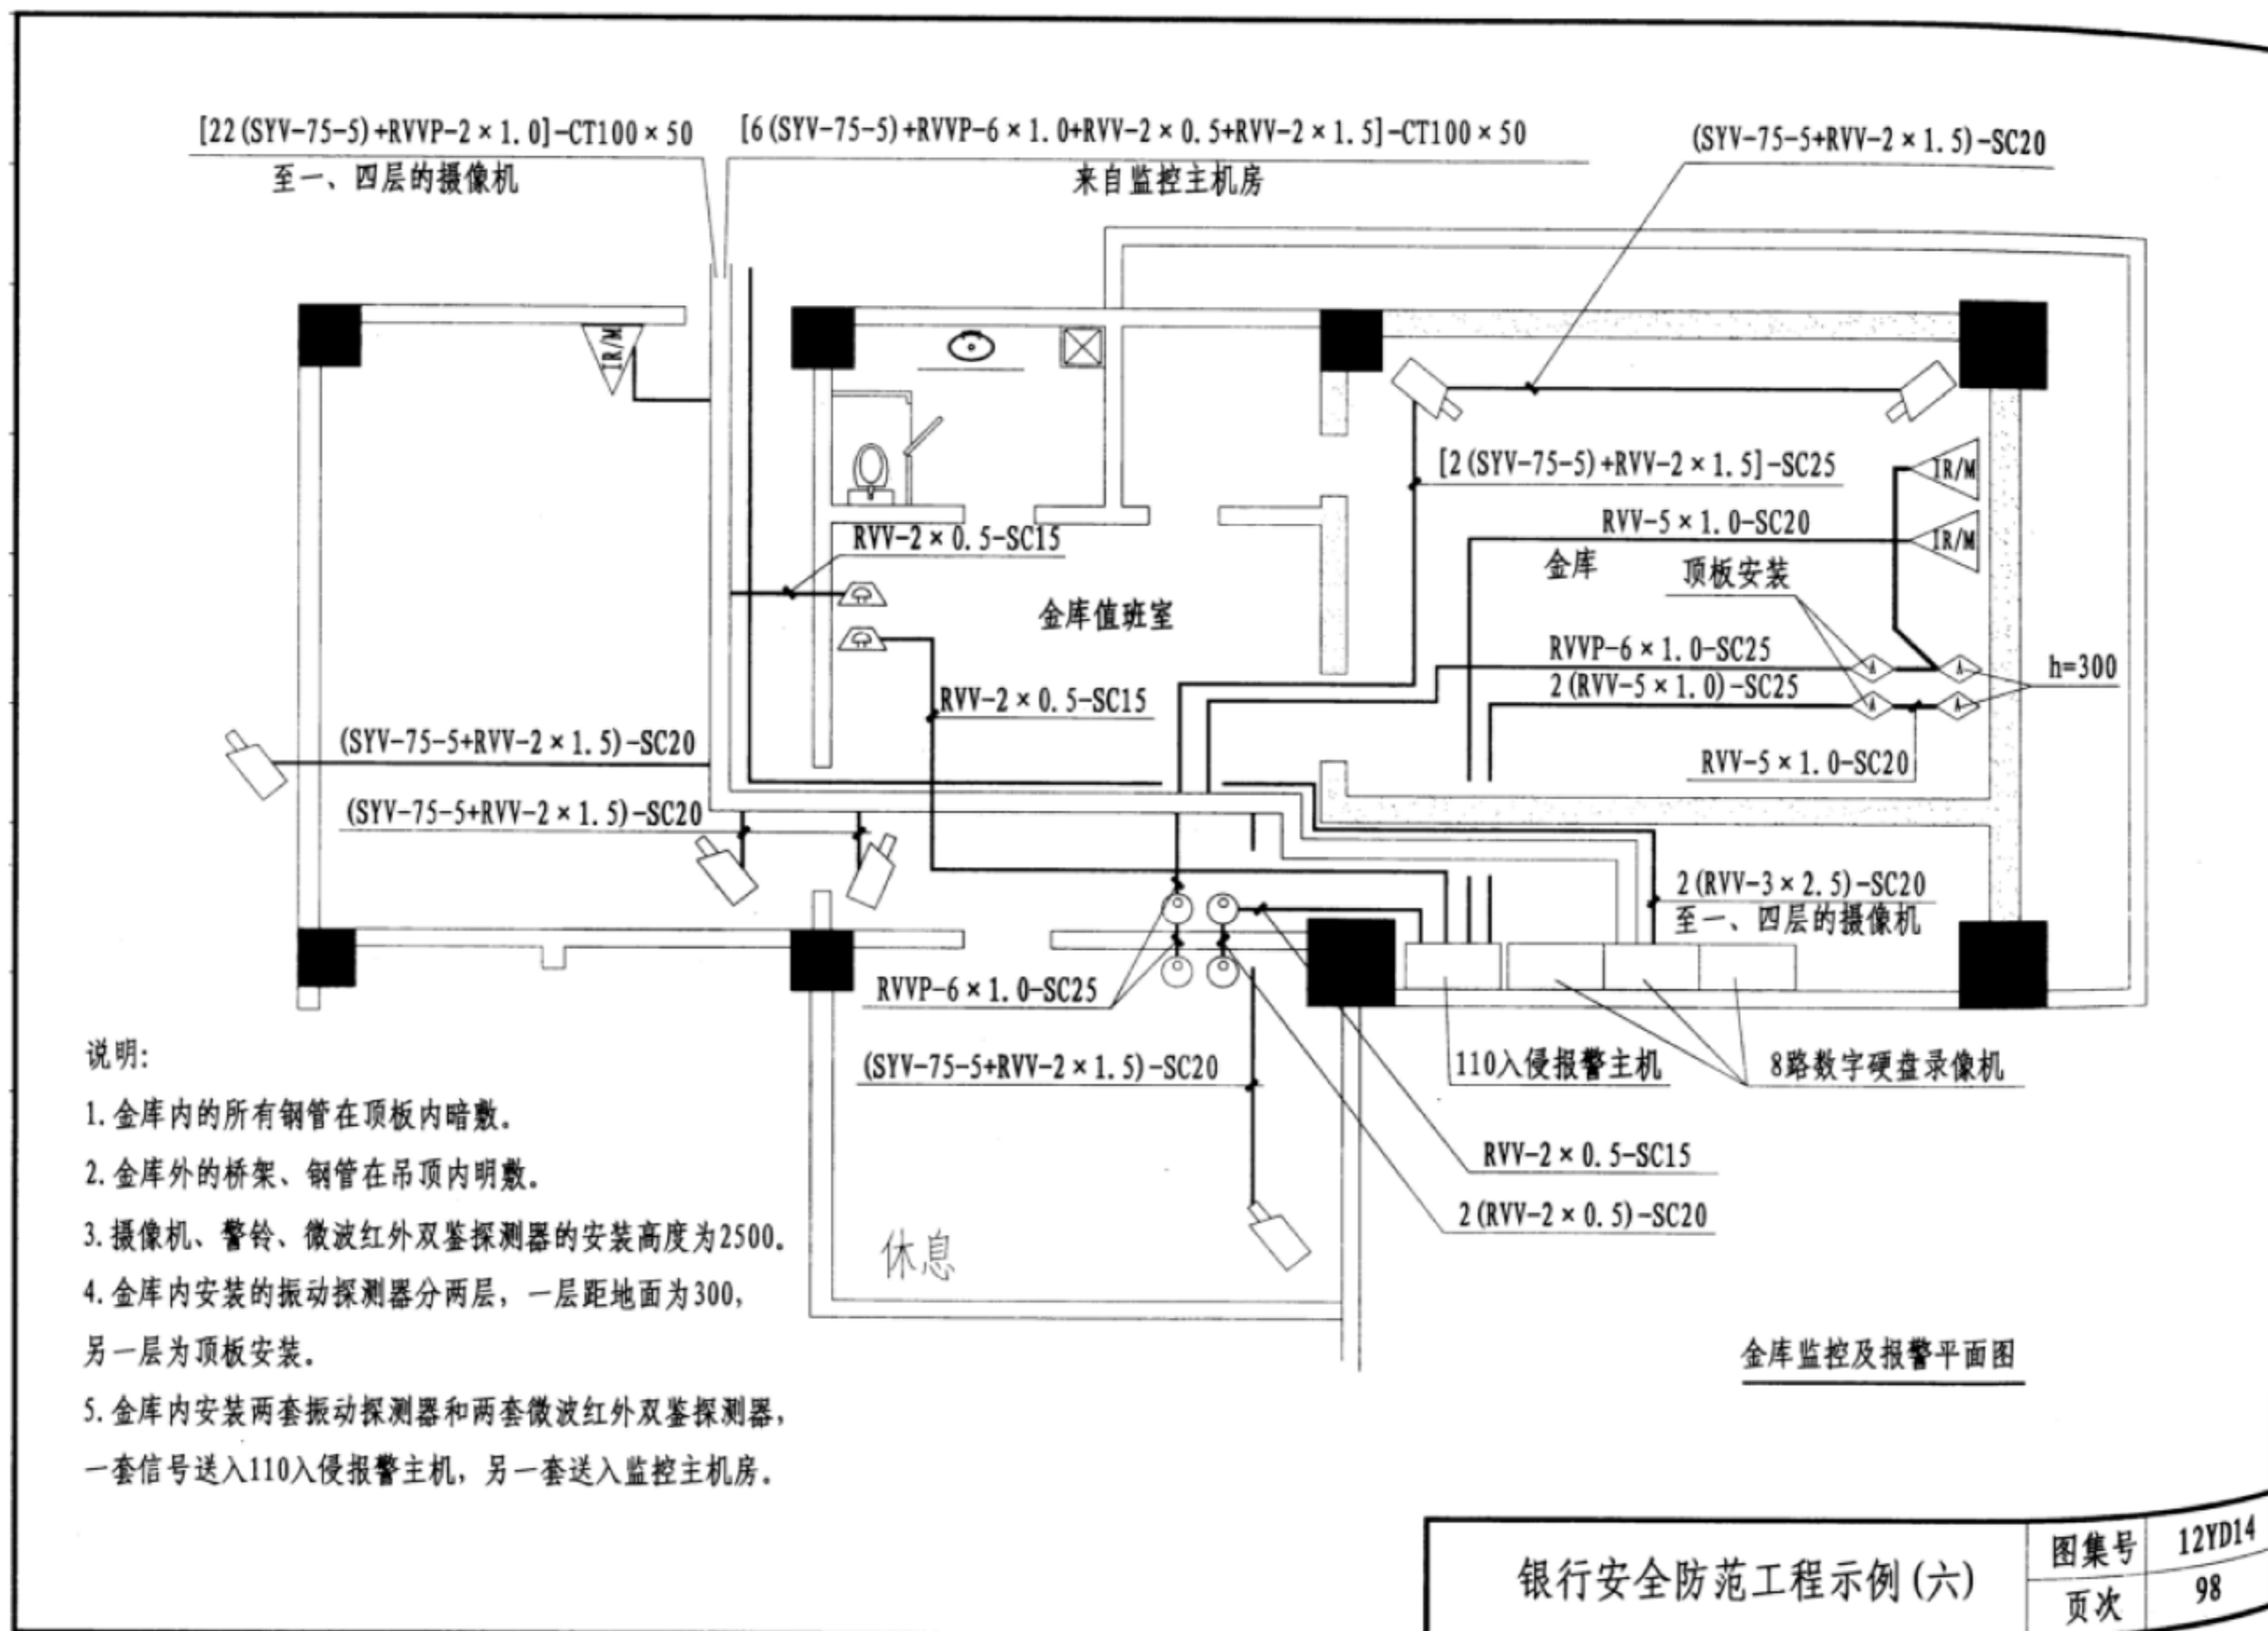 [22(SYV-75-5)+RVVP-2×1.0]-CT100×50
至一、四层的摄像机
[6(SYV-75-5)+RVVP-6×1.0+RVV-2×0.5+RVV-2×1.5]-CT100×50
来自监控主机房
(SYV-75-5+RVV-2×1.5)-SC20
IR/M
[2(SYV-75-5)+RVV-2×1.5]-SC25
IR/M
RVV-5×1.0-SC20
IR/M
RVV-2×0.5-SC15
金库
顶板安装
金库值班室
RVVP-6×1.0-SC25
h=300
2(RVV-5×1.0)-SC25
RVV-2×0.5-SC15
(SYV-75-5+RVV-2×1.5)-SC20
RVV-5×1.0-SC20
(SYV-75-5+RVV-2×1.5)-SC20
2(RVV-3×2.5)-SC20
至一、四层的摄像机
RVVP-6×1.0-SC25
(SYV-75-5+RVV-2×1.5)-SC20
110入侵报警主机
8路数字硬盘录像机
RVV-2×0.5-SC15
2(RVV-2×0.5)-SC20
休息
说明:
1.金库内的所有钢管在顶板内暗敷。
2.金库外的桥架、钢管在吊顶内明敷。
3.摄像机、警铃、微波红外双鉴探测器的安装高度为2500。
4.金库内安装的振动探测器分两层，一层距地面为300,
另一层为顶板安装。
5.金库内安装两套振动探测器和两套微波红外双鉴探测器，
一套信号送入110入侵报警主机，另一套送入监控主机房。
金库监控及报警平面图
银行安全防范工程示例(六)
图集号
12YD14
页次
98